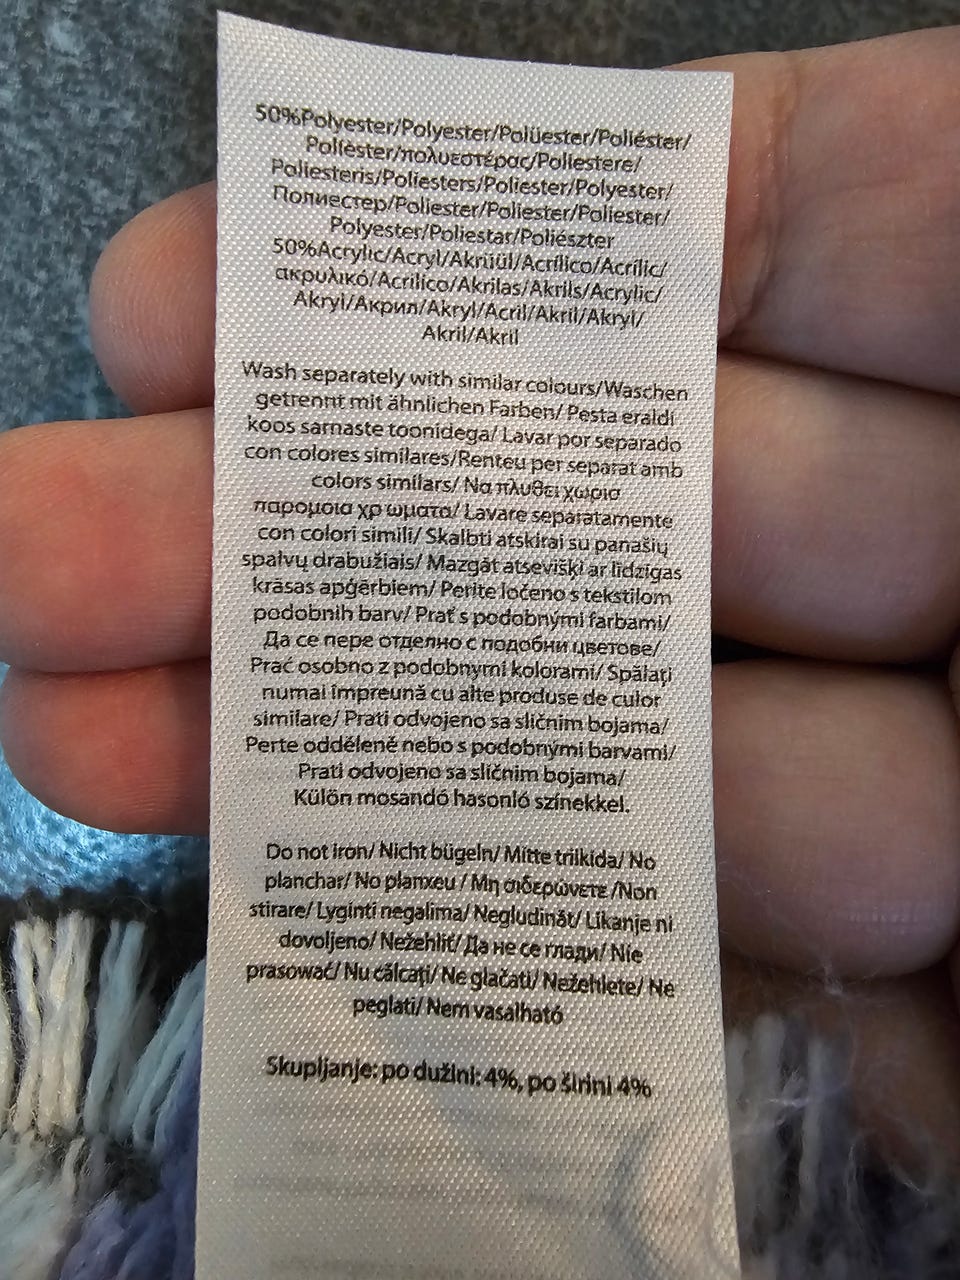 50%Polyester/Polyester/Polüester/Poliéster/
Polièster/πολυεστέρας/Poliestere/
Poliesteris/Poliesters/Poliester/Polyester/
Полиестер/Poliester/Poliester/Poliester/
Polyester/Poliestar/Poliészter
50%Acrylic/Acryl/Akrüül/Acrílico/Acrílic/
ακρυλικό/Acrilico/Akrilas/Akrils/Acrylic/
Akryl/Акрил/Akryl/Acril/Akril/Akryl/
Akril/Akril
Wash separately with similar colours/Waschen
getrennt mit ähnlichen Farben/ Pesta eraldi
koos sarnaste toonidega/ Lavar por separado
con colores similares/Renteu per separat amb
colors similars/ Να πλυθει χωρισ
παρομοια χρ ωματα/ Lavare separatamente
con colori simili/ Skalbti atskirai su panašių
spalvų drabužiais/ Mazgāt atsevišķi ar līdzīgas
krāsas apģērbiem/ Perite ločeno s tekstilom
podobnih barv/ Prať s podobnými farbami/
Да се пере отделно с подобни цветове/
Prać osobno z podobnymi kolorami/ Spălați
numai împreună cu alte produse de culor
similare/ Prati odvojeno sa sličnim bojama/
Perte odděleně nebo s podobnými barvami/
Prati odvojeno sa sličnim bojama/
Külön mosandó hasonló színekkel.
Do not iron/ Nicht bügeln/ Mitte triikida/ No
planchar/ No planxeu / Μη σιδερώνετε /Non
stirare/ Lyginti negalima/ Negludināt/ Likanje ni
dovoljeno/ Nežehliť/ Да не се глади/ Nie
prasować/ Nu călcați/ Ne glačati/ Nežehlete/ Ne
peglati/ Nem vasalható
Skupljanje: po dužini: 4%, po širini 4%